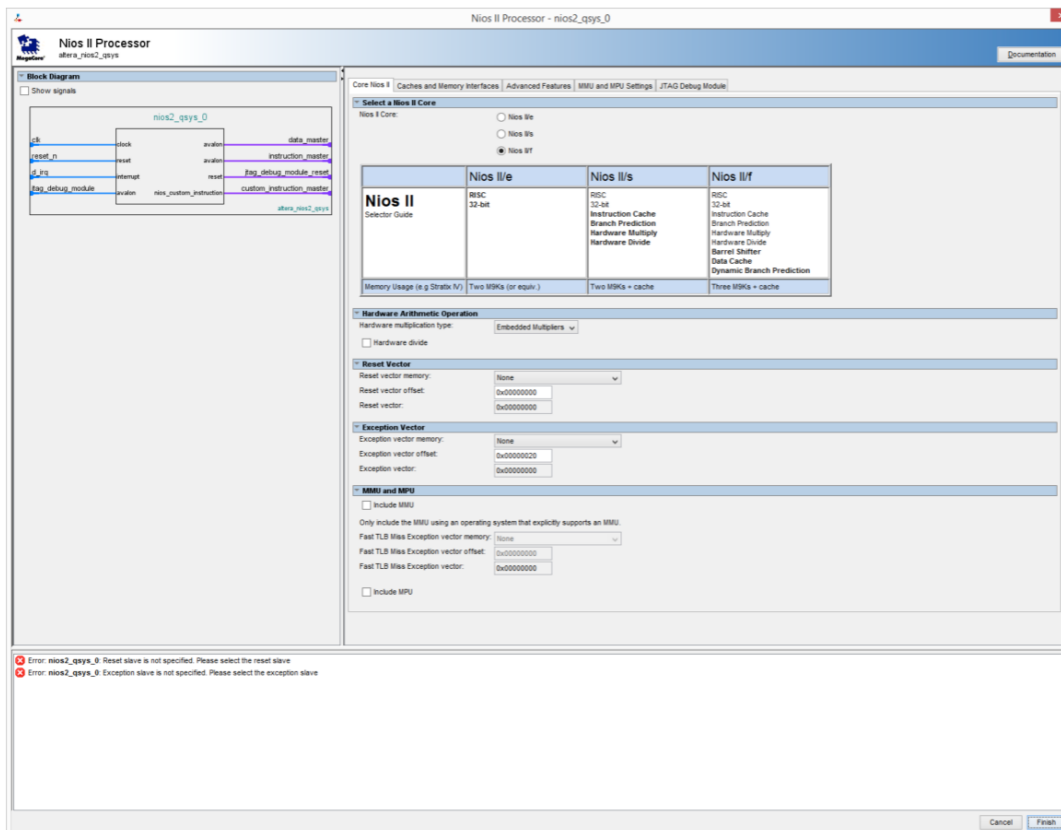 Nios II Processor - nios2_qsys_0
Nios II Processor
altera_nios2_qsys
MegaCore
Documentation
Block Diagram
Show signals
nios2_qsys_0
clk
clock
avalon
data_master
reset_n
reset
avalon
instruction_master
d_irq
interrupt
reset
jtag_debug_module_reset
jtag_debug_module
avalon
nios_custom_instruction
custom_instruction_master
altera_nios2_qsys
Core Nios II
Caches and Memory Interfaces
Advanced Features
MMU and MPU Settings
JTAG Debug Module
Select a Nios II Core
Nios II Core:
Nios II/e
Nios II/s
Nios II/f
Nios II/e
Nios II/s
Nios II/f
Nios II
Selector Guide
RISC
32-bit
RISC
32-bit
Instruction Cache
Branch Prediction
Hardware Multiply
Hardware Divide
RISC
32-bit
Instruction Cache
Branch Prediction
Hardware Multiply
Hardware Divide
Barrel Shifter
Data Cache
Dynamic Branch Prediction
Memory Usage (e.g Stratix IV)
Two M9Ks (or equiv.)
Two M9Ks + cache
Three M9Ks + cache
Hardware Arithmetic Operation
Hardware multiplication type:
Embedded Multipliers
Hardware divide
Reset Vector
Reset vector memory:
None
Reset vector offset:
0x00000000
Reset vector:
0x00000000
Exception Vector
Exception vector memory:
None
Exception vector offset:
0x00000020
Exception vector:
0x00000000
MMU and MPU
Include MMU
Only include the MMU using an operating system that explicitly supports an MMU.
Fast TLB Miss Exception vector memory:
None
Fast TLB Miss Exception vector offset:
0x00000000
Fast TLB Miss Exception vector:
0x00000000
Include MPU
Error: nios2_qsys_0: Reset slave is not specified. Please select the reset slave
Error: nios2_qsys_0: Exception slave is not specified. Please select the exception slave
Cancel
Finish